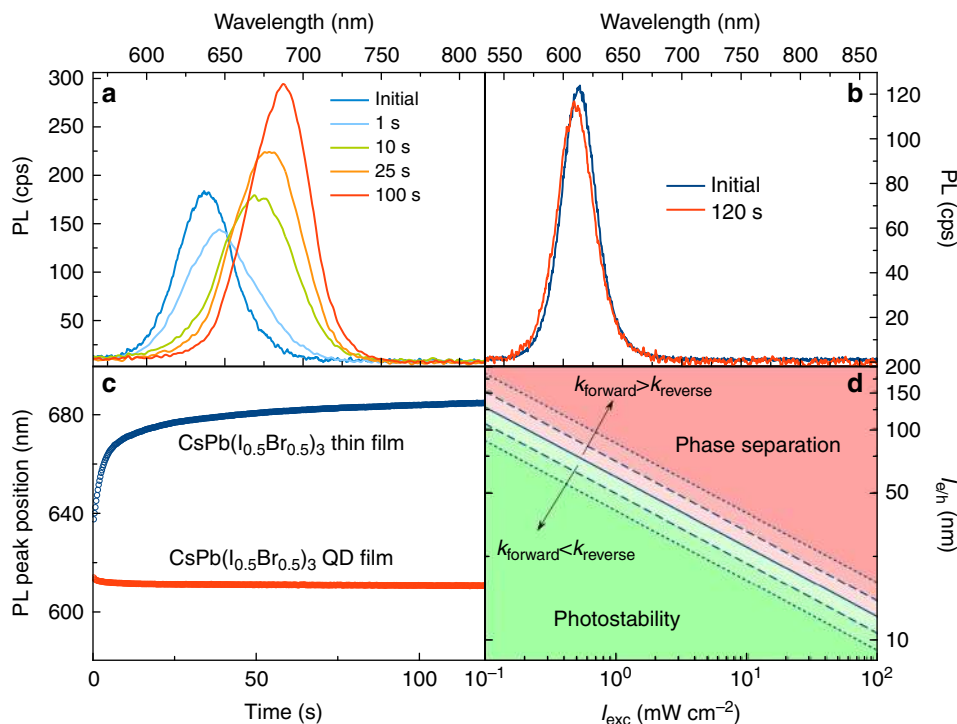 Wavelength (nm)
Wavelength (nm)
600 650 700 750 800
550 600 650 700 750 800 850
a
b
300
250
200
150
100
50
PL (cps)
Initial
1 s
10 s
25 s
100 s
Initial
120 s
120
100
80
60
40
20
0
PL (cps)
c
d
680
640
600
PL peak position (nm)
CsPb(I0.5Br0.5)3 thin film
CsPb(I0.5Br0.5)3 QD film
0 50 100
Time (s)
kforward>kreverse
Phase separation
kforward<kreverse
Photostability
200
150
100
50
10
le/h (nm)
10−1 100 101 102
Iexc (mW cm−2)